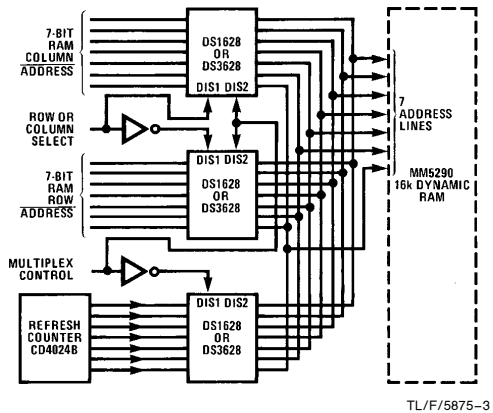 7-BIT
RAM
COLUMN
ADDRESS
DS1628
OR
DS3628
DIS1 DIS2
ROW OR
COLUMN
SELECT
7
ADDRESS
LINES
MM5290
16k DYNAMIC
RAM
7-BIT
RAM
ROW
ADDRESS
DIS1 DIS2
DS1628
OR
DS3628
MULTIPLEX
CONTROL
REFRESH
COUNTER
CD4024B
DIS1 DIS2
DS1628
OR
DS3628
TL/F/5875–3